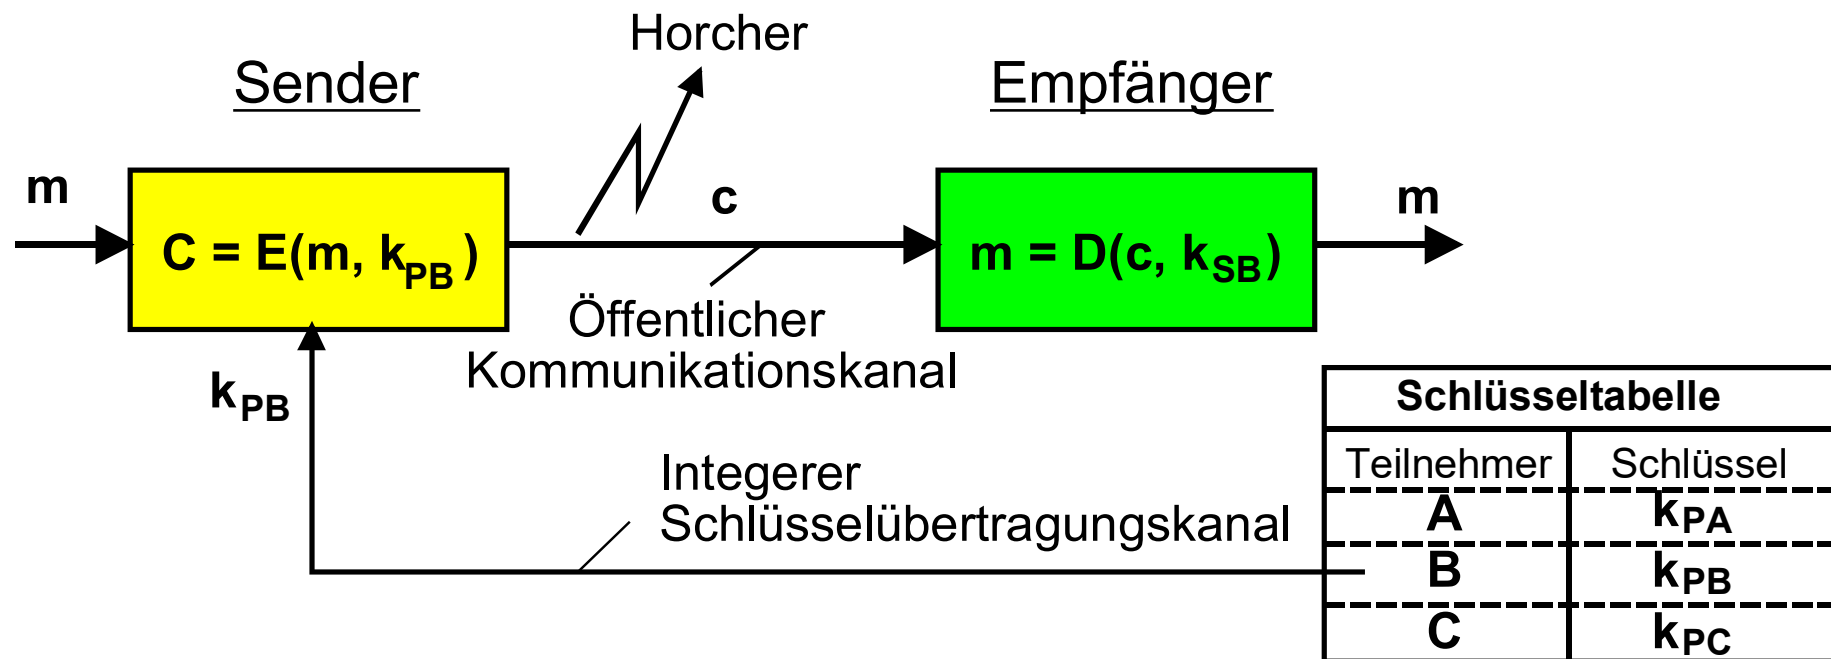 Horcher
Sender
Empfänger
m
C = E(m, kPB )
c
m = D(c, kSB)
m
Öffentlicher
Kommunikationskanal
kPB
Integerer
Schlüsselübertragungskanal
Schlüsseltabelle
Teilnehmer Schlüssel
A kPA
B kPB
C kPC